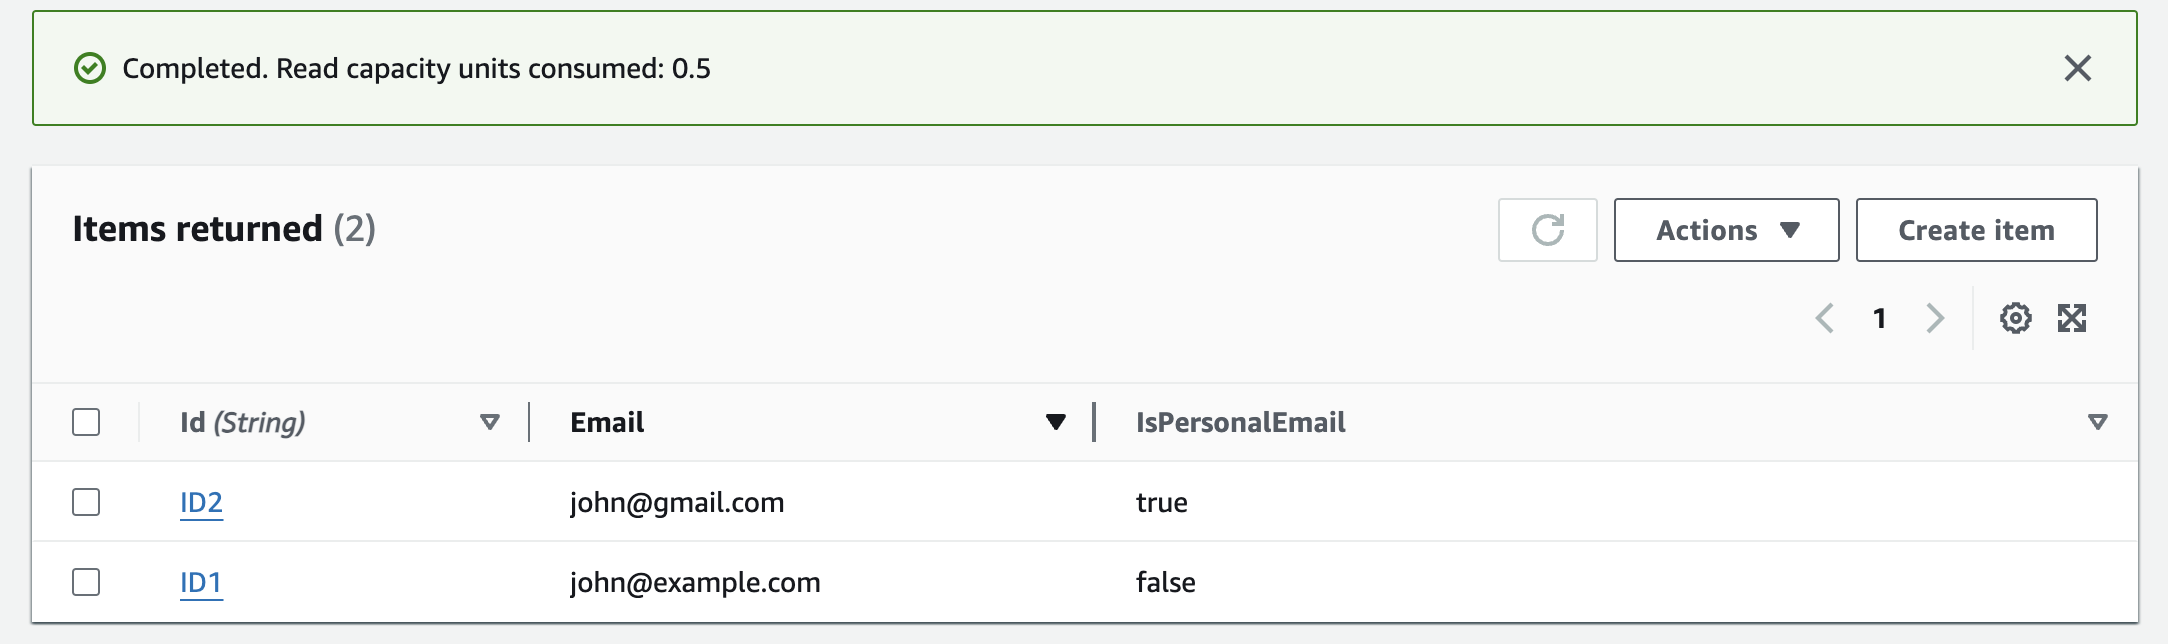 Completed. Read capacity units consumed: 0.5
Items returned (2)
Actions
Create item
1
Id (String) Email IsPersonalEmail
ID2 john@gmail.com true
ID1 john@example.com false